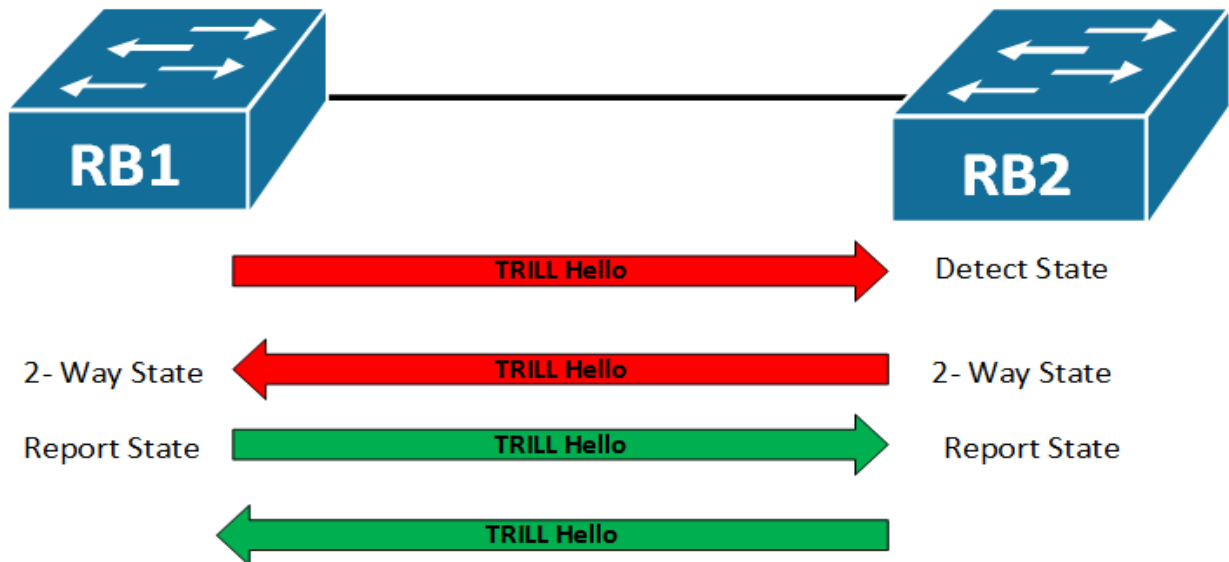 RB1
RB2
TRILL Hello
Detect State
2- Way State
TRILL Hello
2- Way State
Report State
TRILL Hello
Report State
TRILL Hello